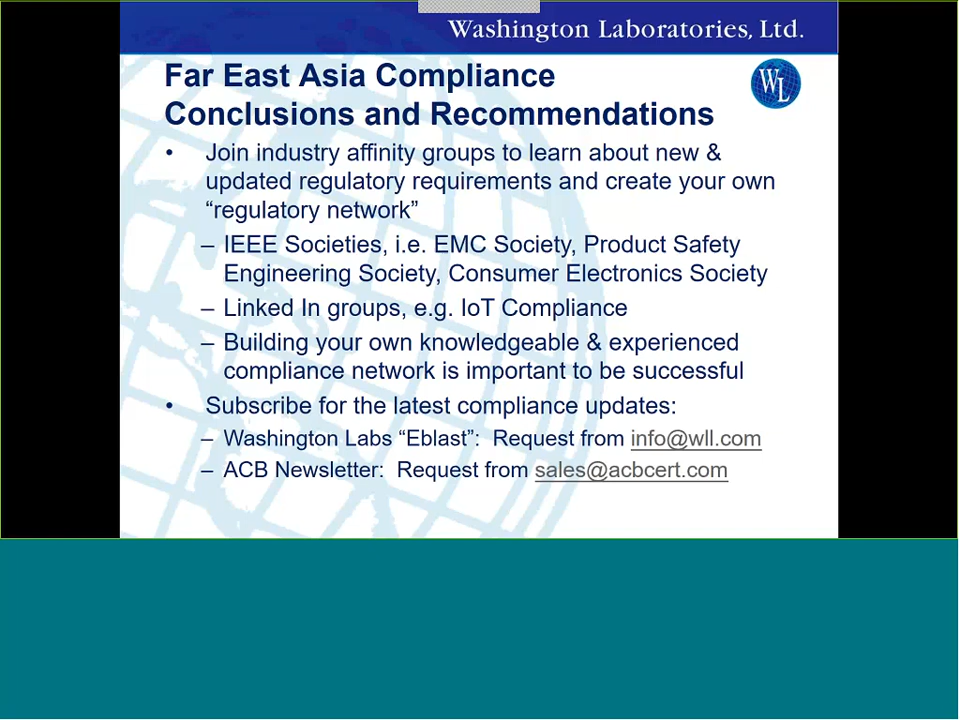 Washington Laboratories, Ltd.
Far East Asia Compliance
WL
Conclusions and Recommendations
• Join industry affinity groups to learn about new &
updated regulatory requirements and create your own
“regulatory network”
– IEEE Societies, i.e. EMC Society, Product Safety
Engineering Society, Consumer Electronics Society
– Linked In groups, e.g. IoT Compliance
– Building your own knowledgeable & experienced
compliance network is important to be successful
• Subscribe for the latest compliance updates:
– Washington Labs “Eblast”: Request from info@wll.com
– ACB Newsletter: Request from sales@acbcert.com